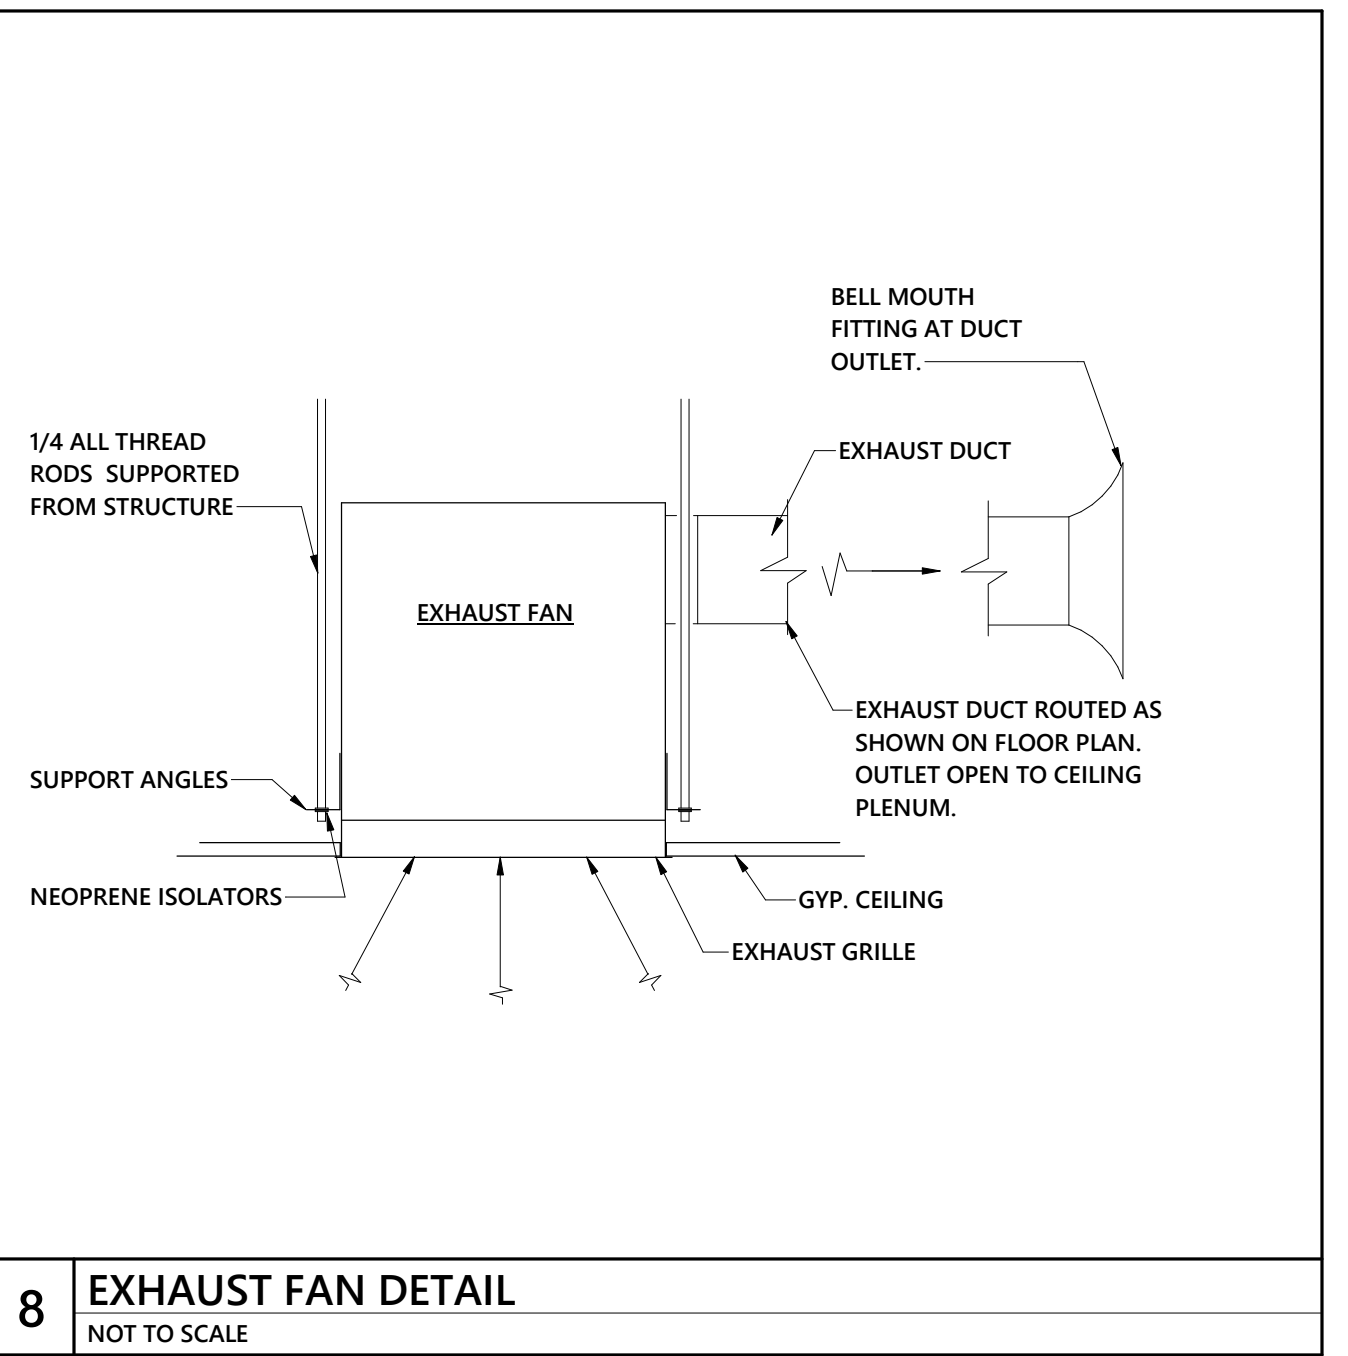 BELL MOUTH
FITTING AT DUCT
OUTLET.
1/4 ALL THREAD
RODS  SUPPORTED
FROM STRUCTURE
EXHAUST DUCT
EXHAUST FAN
EXHAUST DUCT ROUTED AS
SHOWN ON FLOOR PLAN.
OUTLET OPEN TO CEILING
PLENUM.
SUPPORT ANGLES
NEOPRENE ISOLATORS
GYP. CEILING
EXHAUST GRILLE
8
EXHAUST FAN DETAIL
NOT TO SCALE